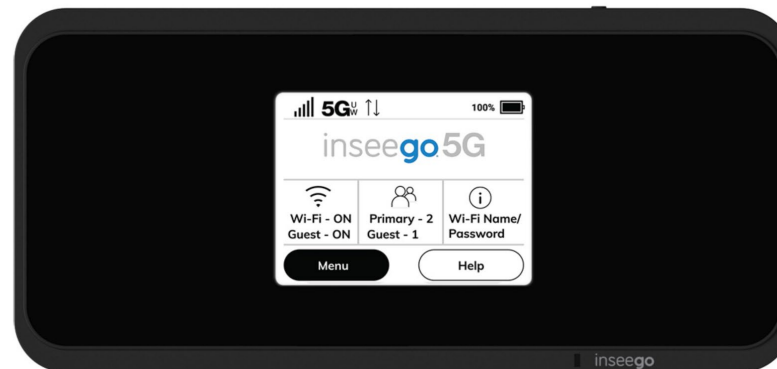 5G UW 100%
inseego 5G
Wi-Fi - ON
Guest - ON
Primary - 2
Guest - 1
Wi-Fi Name/
Password
Menu
Help
inseego